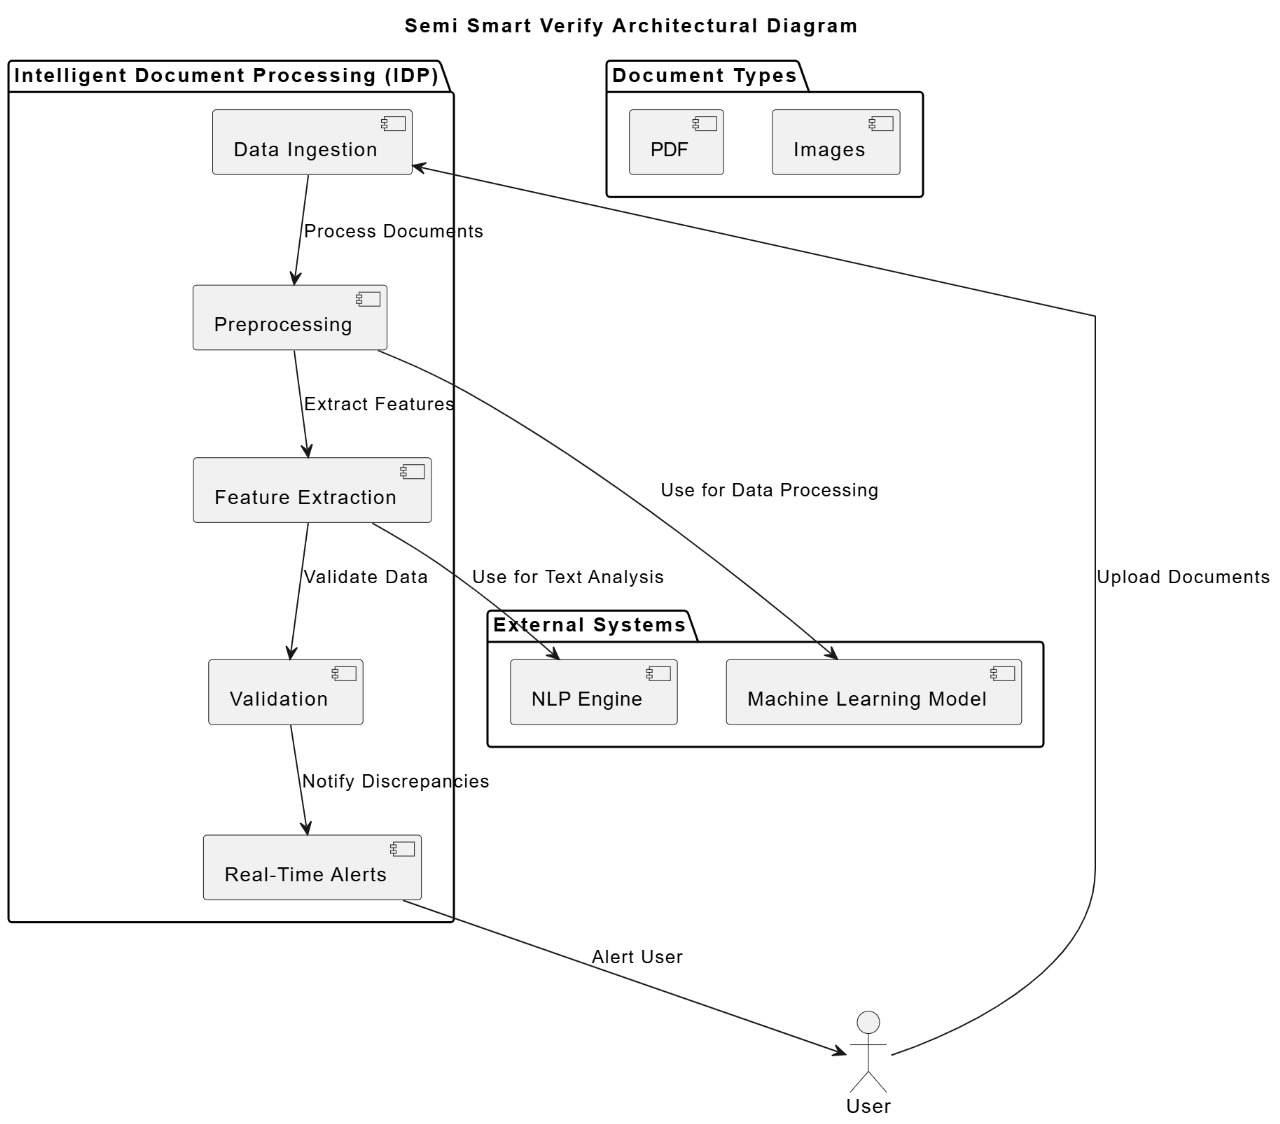 Semi Smart Verify Architectural Diagram
Intelligent Document Processing (IDP)
Document Types
Data Ingestion
PDF
Images
Process Documents
Preprocessing
Extract Features
Feature Extraction
Use for Data Processing
Validate Data
Use for Text Analysis
Upload Documents
External Systems
Validation
NLP Engine
Machine Learning Model
Notify Discrepancies
Real-Time Alerts
Alert User
User